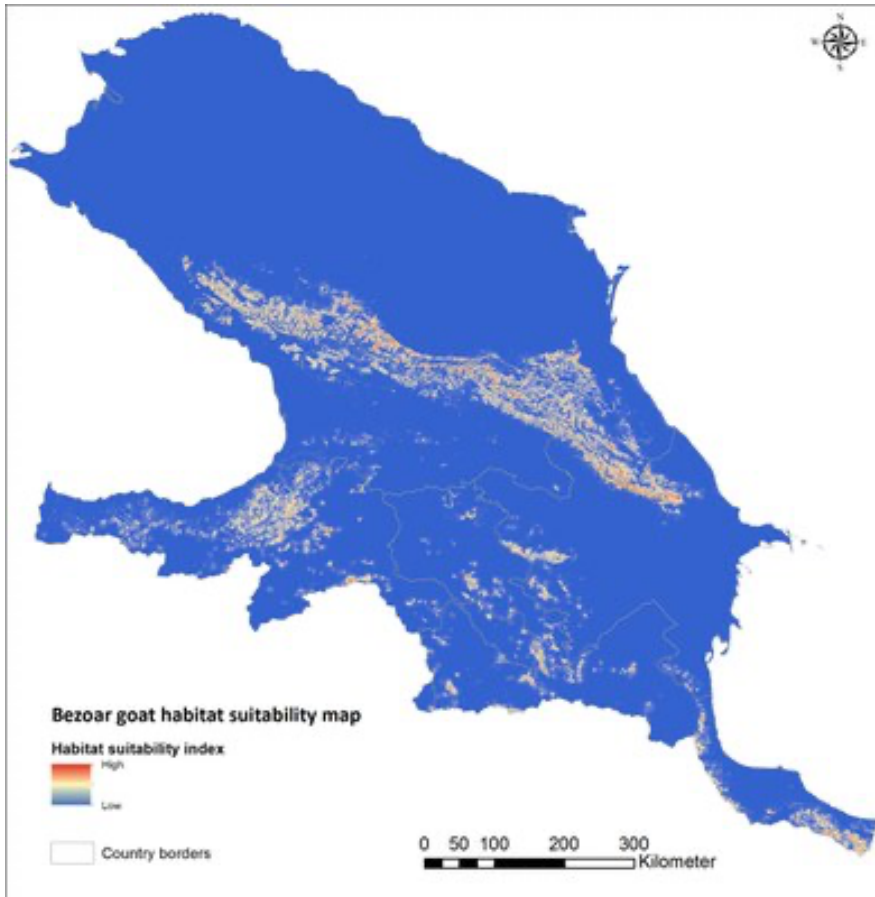 N
W E
S
Bezoar goat habitat suitability map
Habitat suitability index
High
Low
Country borders
0 50 100 200 300
Kilometer